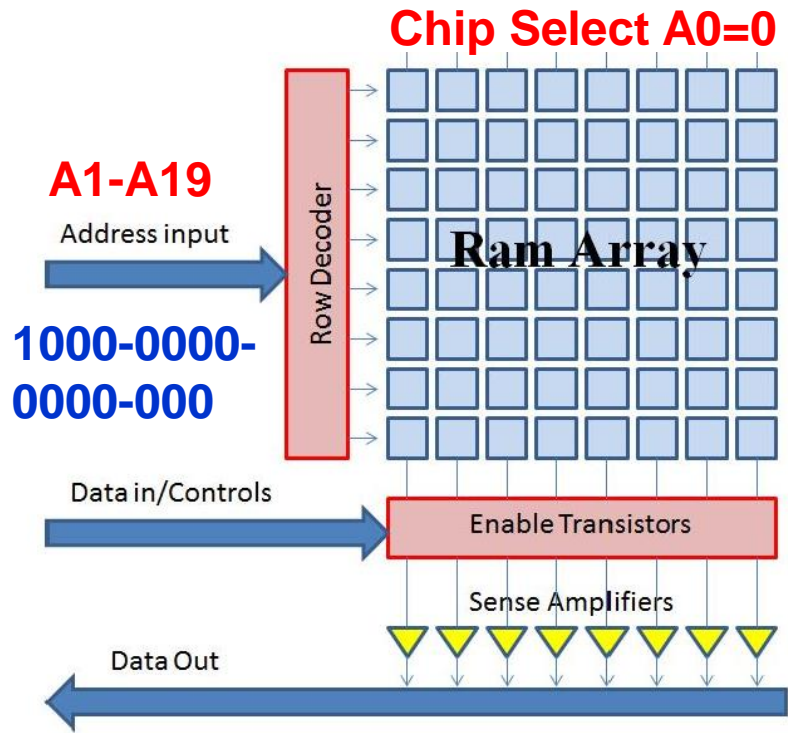 Chip Select A0=0
A1-A19
Address input
Row Decoder
Ram Array
1000-0000-
0000-000
Data in/Controls
Enable Transistors
Sense Amplifiers
Data Out